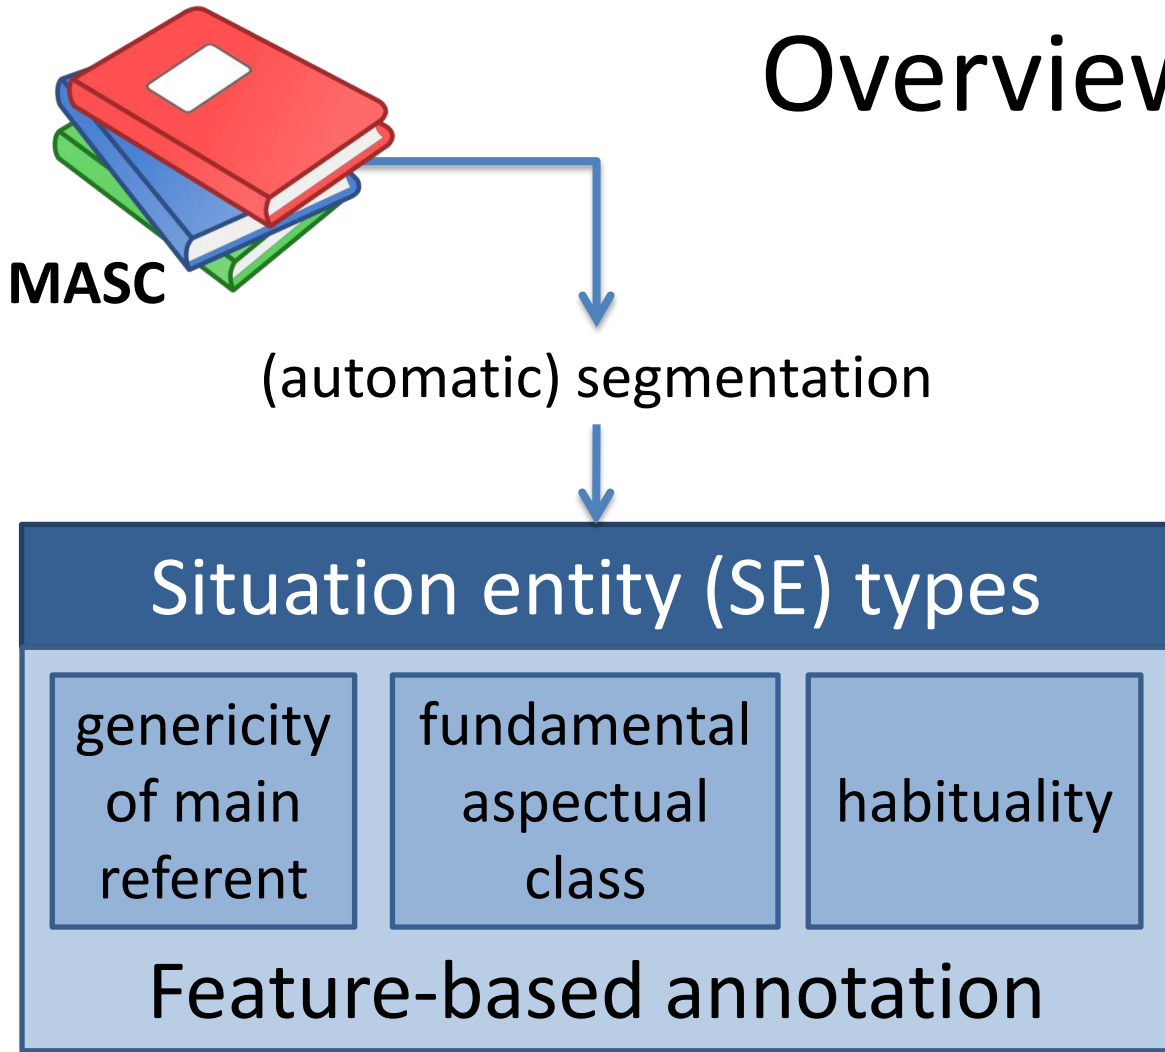 Overview
MASC
(automatic) segmentation
Situation entity (SE) types
genericity
of main
referent
fundamental
aspectual
class
habituality
Feature-based annotation